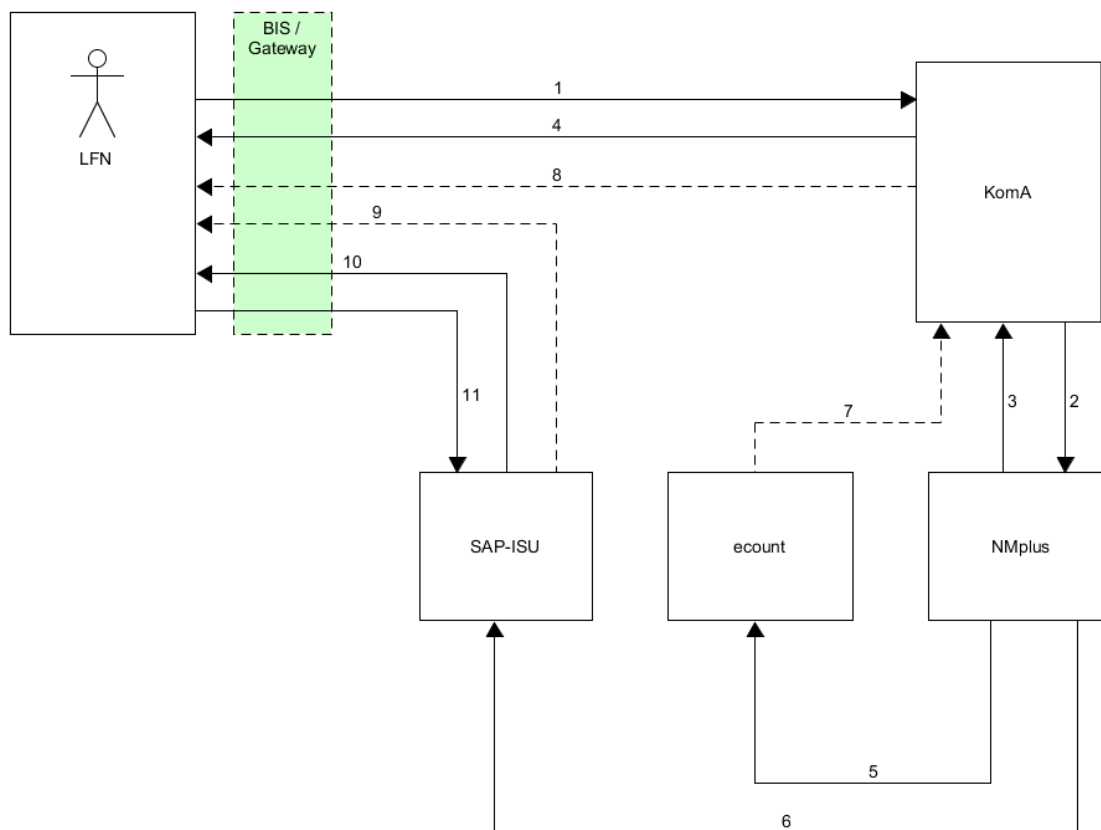 BIS /
Gateway
1
4
LFN
8
KomA
9
10
11
3
2
7
SAP-ISU
ecount
NMplus
5
6